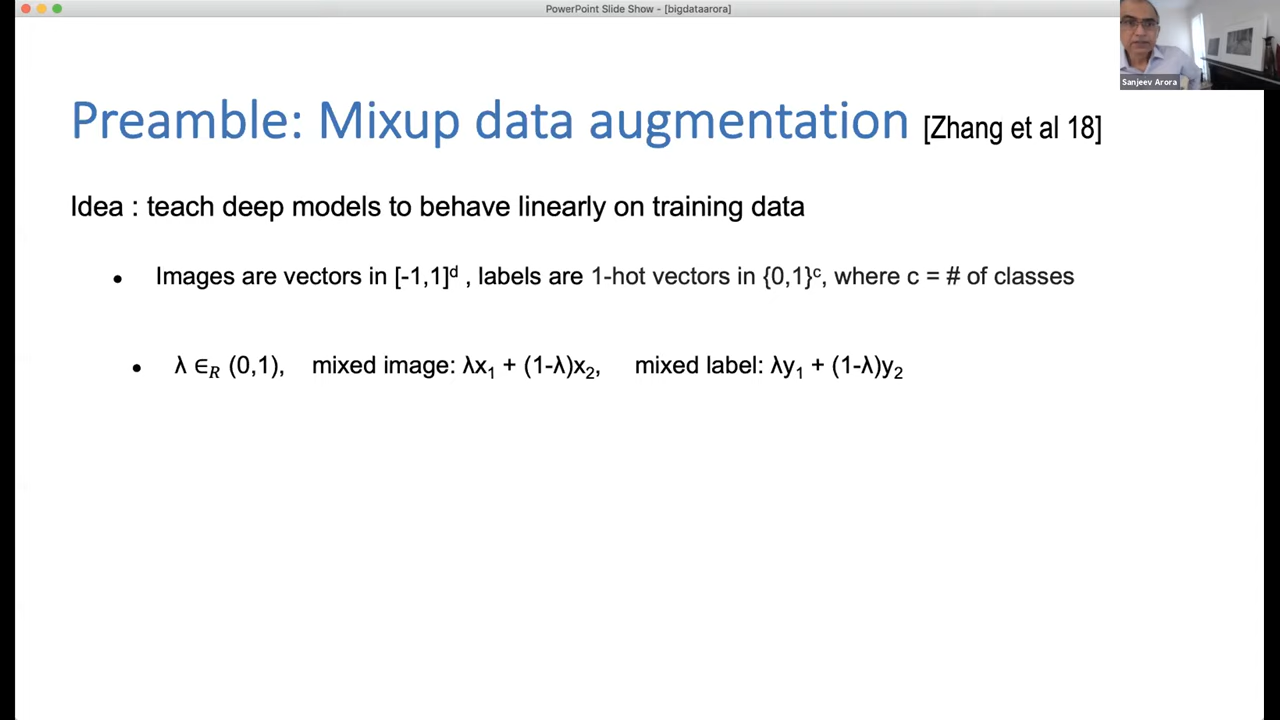 PowerPoint Slide Show - [bigdataarora]
Sanjeev Arora
Preamble: Mixup data augmentation [Zhang et al 18]
Idea : teach deep models to behave linearly on training data
• Images are vectors in [-1,1]ᵈ , labels are 1-hot vectors in {0,1}ᶜ, where c = # of classes
• λ ∈_R (0,1), mixed image: λx₁ + (1-λ)x₂, mixed label: λy₁ + (1-λ)y₂